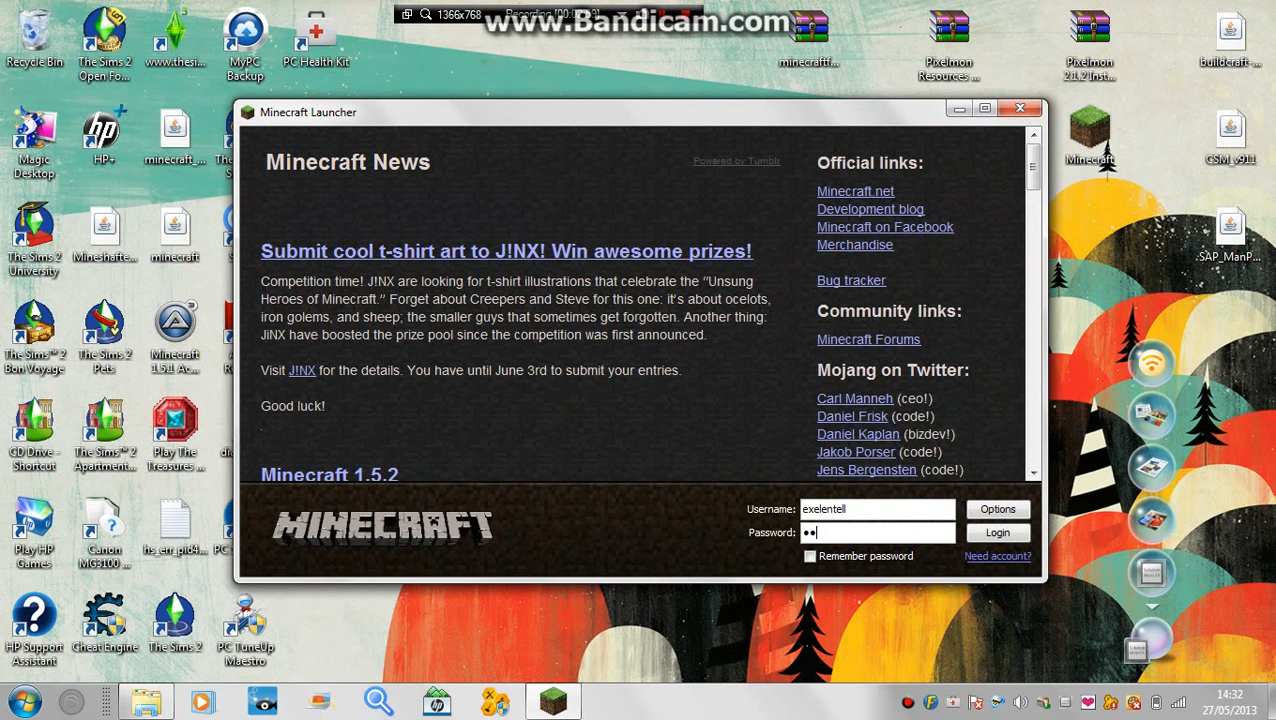 1366x768
www.Bandicam.com
Recycle Bin
The Sims 2
Open Fo...
www.thesi...
MyPC
Backup
PC Health Kit
minecraftf...
Pixelmon
Resources ...
Pixelmon
2.1.2 Inst...
buildcraft-...
Minecraft Launcher
Magic
Desktop
HP+
minecraft_...
Minecraft
CSM_v911
Minecraft News
Powered by Tumblr
Official links:
Minecraft.net
Development blog
Minecraft on Facebook
Merchandise
Bug tracker
Submit cool t-shirt art to J!NX! Win awesome prizes!
Competition time! J!NX are looking for t-shirt illustrations that celebrate the “Unsung
Heroes of Minecraft.” Forget about Creepers and Steve for this one: it's about ocelots,
iron golems, and sheep; the smaller guys that sometimes get forgotten. Another thing:
JiNX have boosted the prize pool since the competition was first announced.
Visit J!NX for the details. You have until June 3rd to submit your entries.
Good luck!
Minecraft 1.5.2
Community links:
Minecraft Forums
Mojang on Twitter:
Carl Manneh (ceo!)
Daniel Frisk (code!)
Daniel Kaplan (bizdev!)
Jakob Porser (code!)
Jens Bergensten (code!)
The Sims 2
University
Mineshafte...
minecraft
SAP_ManP...
The Sims™ 2
Bon Voyage
The Sims 2
Pets
Minecraft
1.5.1 Ac...
CD Drive -
Shortcut
The Sims™ 2
Apartment...
Play The
Treasures ...
MINECRAFT
Username: exelentell
Options
Password: ••
Login
Remember password
Need account?
Play HP
Games
Canon
MG3100 ...
hs_err_pid4...
HP Support
Assistant
Cheat Engine
The Sims 2
PC TuneUp
Maestro
14:32
27/05/2013